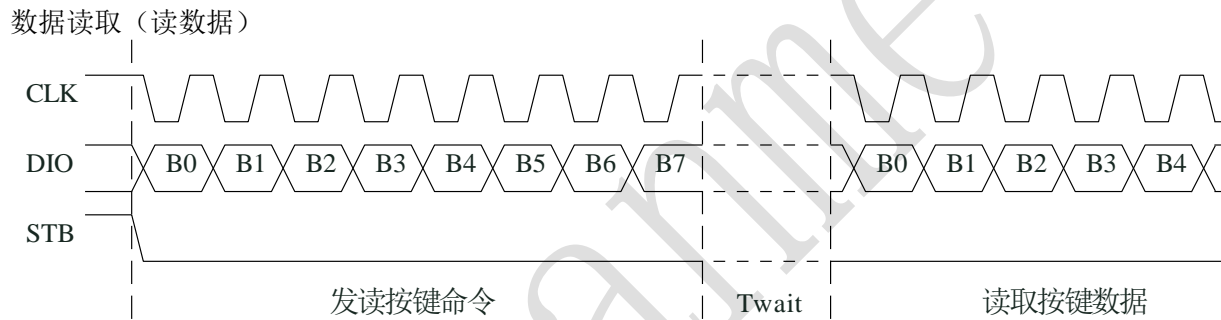 数据读取（读数据）
CLK
DIO B0 B1 B2 B3 B4 B5 B6 B7 B0 B1 B2 B3 B4
STB
发读按键命令 Twait 读取按键数据